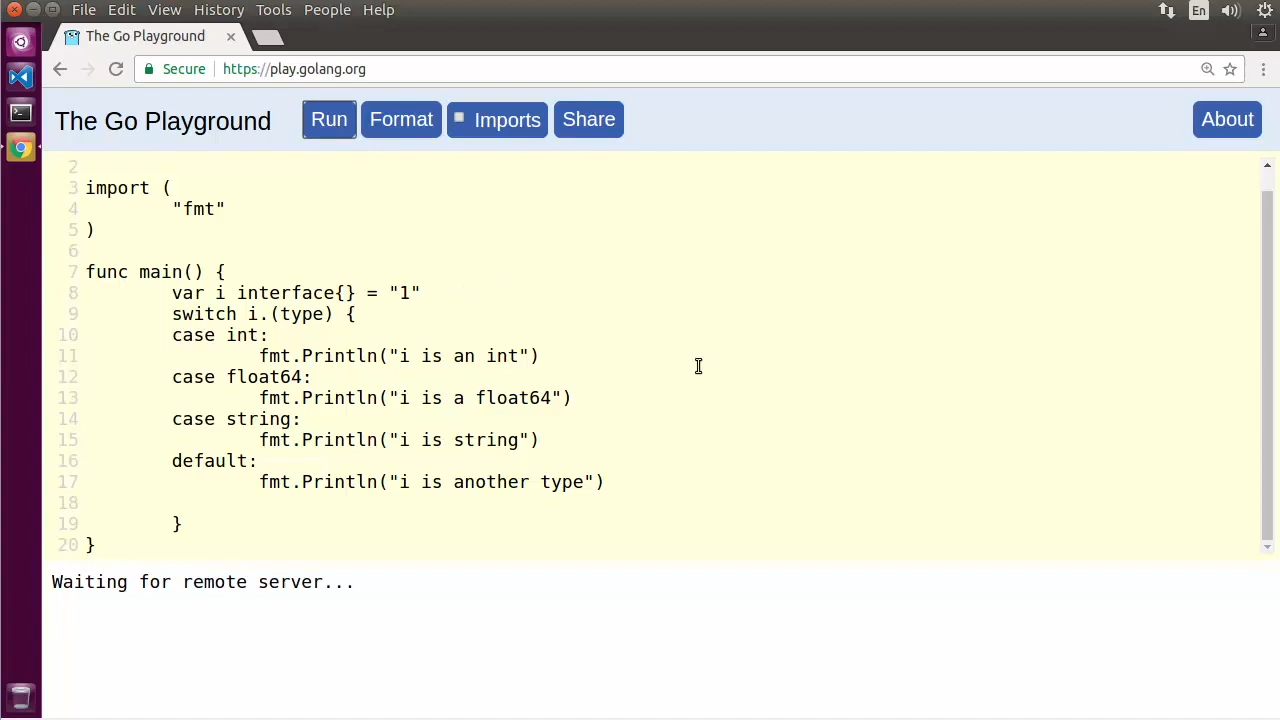 File Edit View History Tools People Help
En
The Go Playground
Secure https://play.golang.org
The Go Playground Run Format Imports Share About
2
3 import (
4 "fmt"
5 )
6
7 func main() {
8 var i interface{} = "1"
9 switch i.(type) {
10 case int:
11 fmt.Println("i is an int")
12 case float64:
13 fmt.Println("i is a float64")
14 case string:
15 fmt.Println("i is string")
16 default:
17 fmt.Println("i is another type")
18
19 }
20 }
Waiting for remote server...